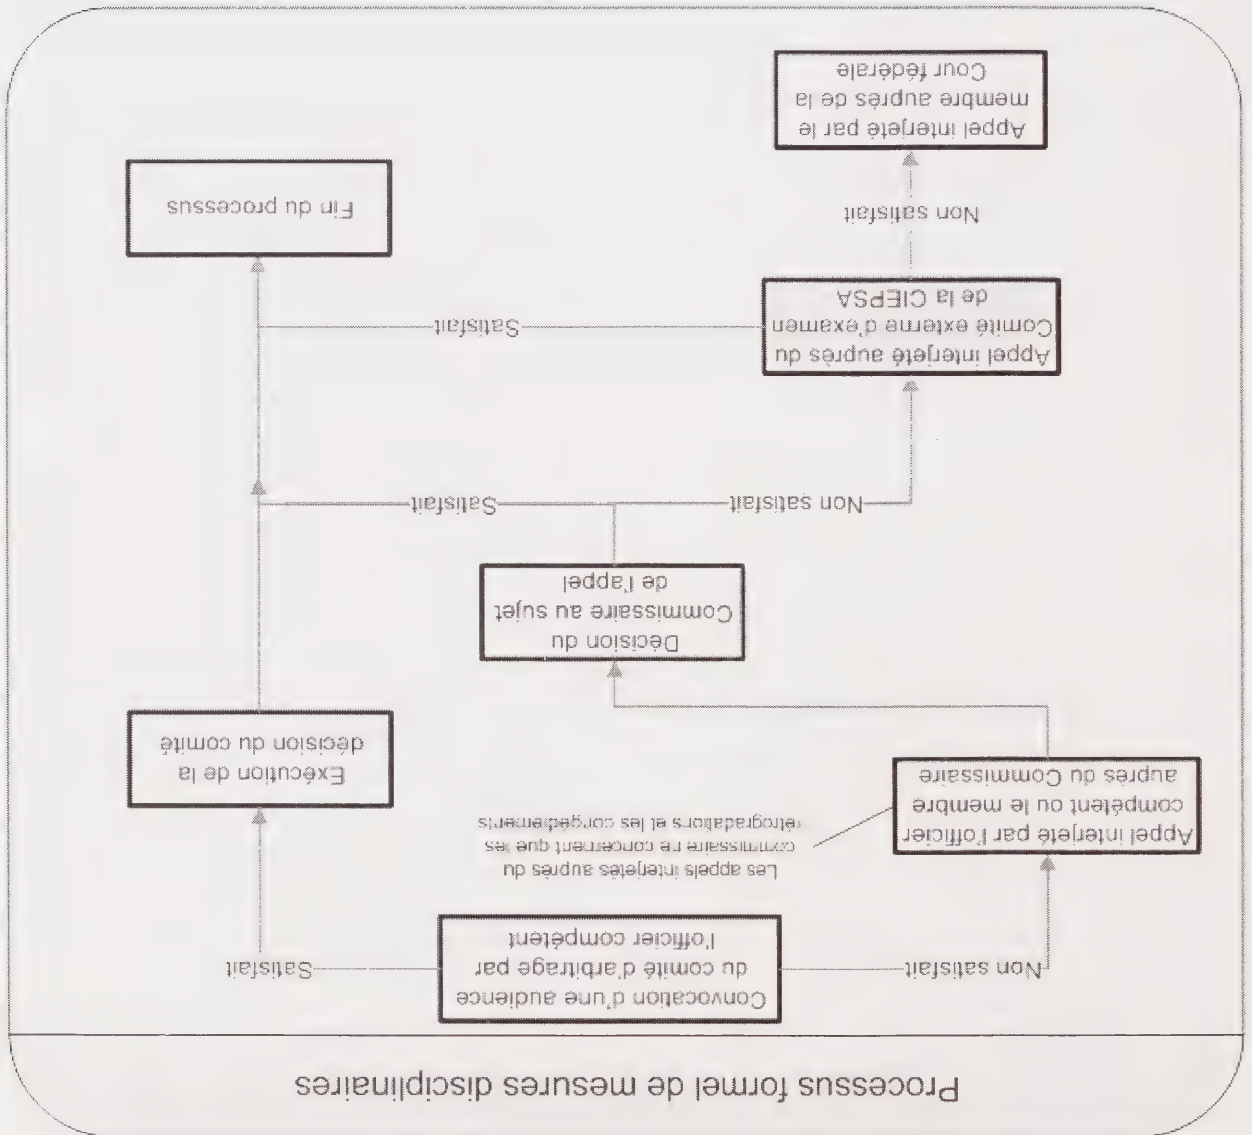 Processus formel de mesures disciplinaires
Convocation d'une audience
du comité d'arbitrage par
l'officier compétent
Non satisfait
Satisfait
Les appels interjetés auprès du
commissaire ne concernent que les
rétrogradations et les congédiements
Appel interjeté par l'officier
compétent ou le membre
auprès du Commissaire
Exécution de la
décision du comité
Décision du
Commissaire au sujet
de l'appel
Non satisfait
Satisfait
Appel interjeté auprès du
Comité externe d'examen
de la CIEPSA
Satisfait
Non satisfait
Fin du processus
Appel interjeté par le
membre auprès de la
Cour fédérale